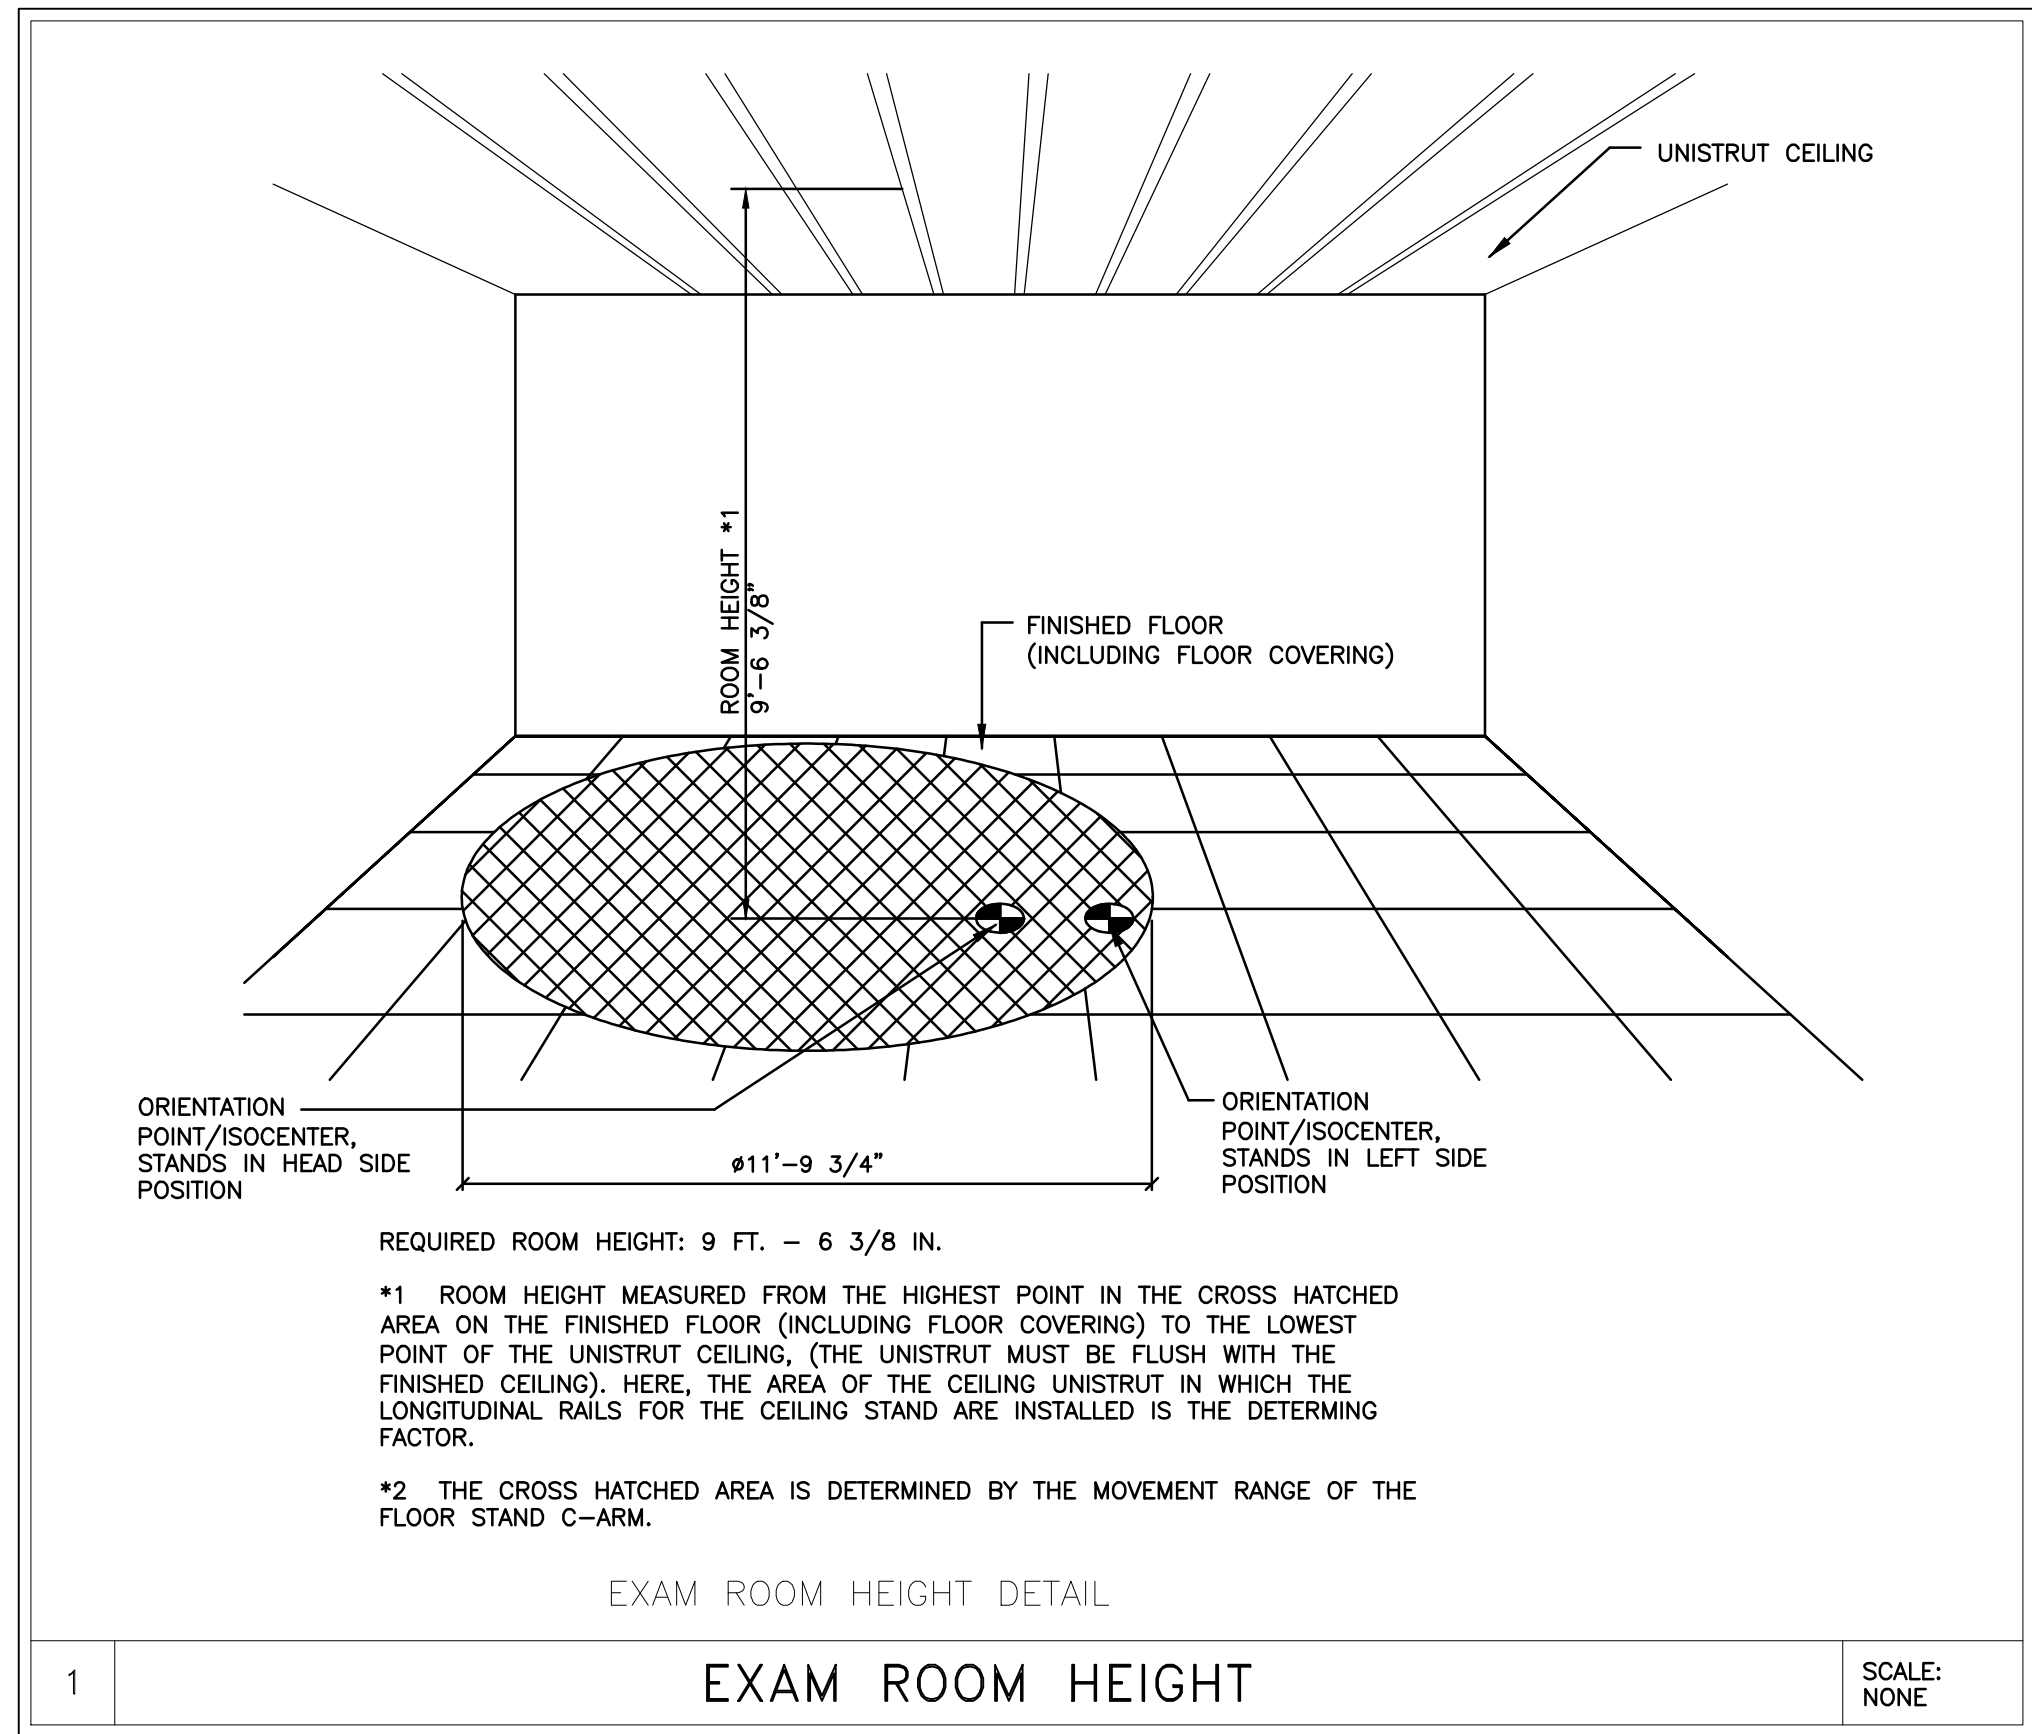 UNISTRUT CEILING
ROOM HEIGHT *1
9'-6 3/8"
FINISHED FLOOR
(INCLUDING FLOOR COVERING)
ORIENTATION
POINT/ISOCENTER,
STANDS IN HEAD SIDE
POSITION
ø11'-9 3/4"
ORIENTATION
POINT/ISOCENTER,
STANDS IN LEFT SIDE
POSITION
REQUIRED ROOM HEIGHT: 9 FT. - 6 3/8 IN.
*1 ROOM HEIGHT MEASURED FROM THE HIGHEST POINT IN THE CROSS HATCHED
AREA ON THE FINISHED FLOOR (INCLUDING FLOOR COVERING) TO THE LOWEST
POINT OF THE UNISTRUT CEILING, (THE UNISTRUT MUST BE FLUSH WITH THE
FINISHED CEILING). HERE, THE AREA OF THE CEILING UNISTRUT IN WHICH THE
LONGITUDINAL RAILS FOR THE CEILING STAND ARE INSTALLED IS THE DETERMING
FACTOR.
*2 THE CROSS HATCHED AREA IS DETERMINED BY THE MOVEMENT RANGE OF THE
FLOOR STAND C-ARM.
EXAM ROOM HEIGHT DETAIL
1
EXAM ROOM HEIGHT
SCALE:
NONE